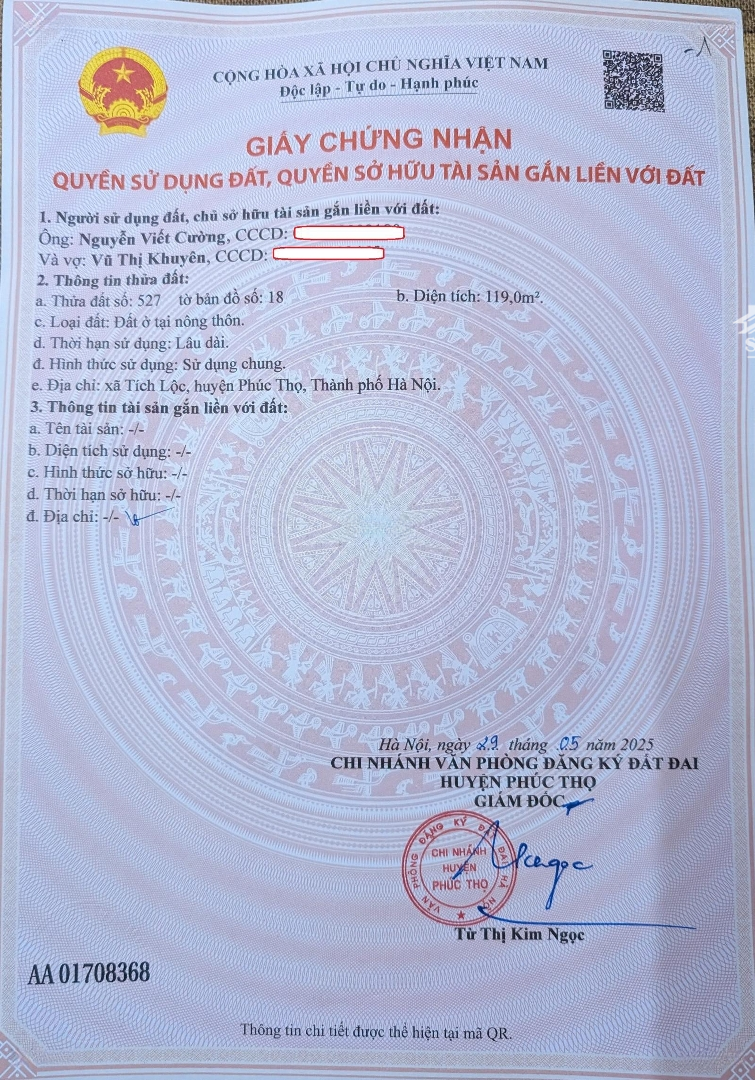 CỘNG HÒA XÃ HỘI CHỦ NGHĨA VIỆT NAM
Độc lập - Tự do - Hạnh phúc
GIẤY CHỨNG NHẬN
QUYỀN SỬ DỤNG ĐẤT, QUYỀN SỞ HỮU TÀI SẢN GẮN LIỀN VỚI ĐẤT
1. Người sử dụng đất, chủ sở hữu tài sản gắn liền với đất:
Ông: Nguyễn Viết Cường, CCCD:
Và vợ: Vũ Thị Khuyên, CCCD:
2. Thông tin thửa đất:
a. Thửa đất số: 527 tờ bản đồ số: 18 b. Diện tích: 119,0m².
c. Loại đất: Đất ở tại nông thôn.
d. Thời hạn sử dụng: Lâu dài.
đ. Hình thức sử dụng: Sử dụng chung.
e. Địa chỉ: xã Tích Lộc, huyện Phúc Thọ, Thành phố Hà Nội.
3. Thông tin tài sản gắn liền với đất:
a. Tên tài sản: -/-
b. Diện tích sử dụng: -/-
c. Hình thức sở hữu: -/-
d. Thời hạn sở hữu: -/-
đ. Địa chỉ: -/-
Hà Nội, ngày 29 tháng 05 năm 2025
CHI NHÁNH VĂN PHÒNG ĐĂNG KÝ ĐẤT ĐAI
HUYỆN PHÚC THỌ
GIÁM ĐỐC
VĂN PHÒNG ĐĂNG KÝ ĐẤT ĐAI HÀ NỘI
CHI NHÁNH
HUYỆN
PHÚC THỌ
Từ Thị Kim Ngọc
AA 01708368
Thông tin chi tiết được thể hiện tại mã QR.